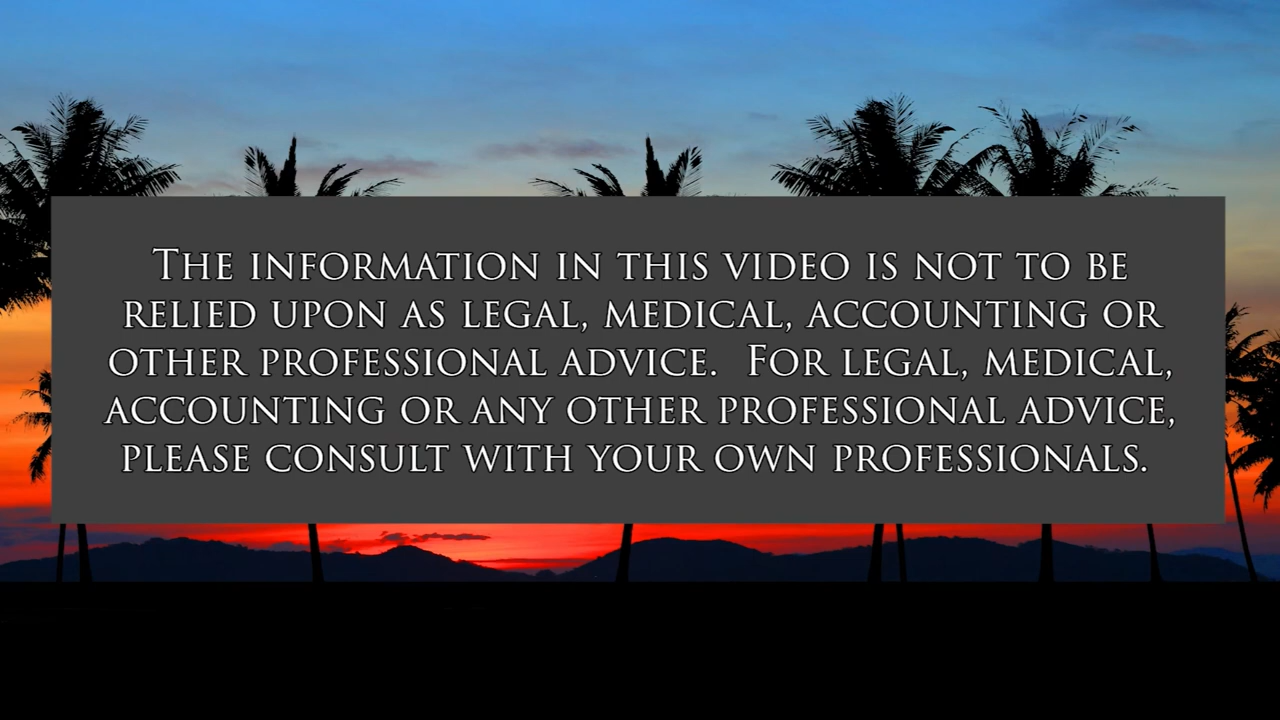 The information in this video is not to be
relied upon as legal, medical, accounting or
other professional advice.  For legal, medical,
accounting or any other professional advice,
please consult with your own professionals.